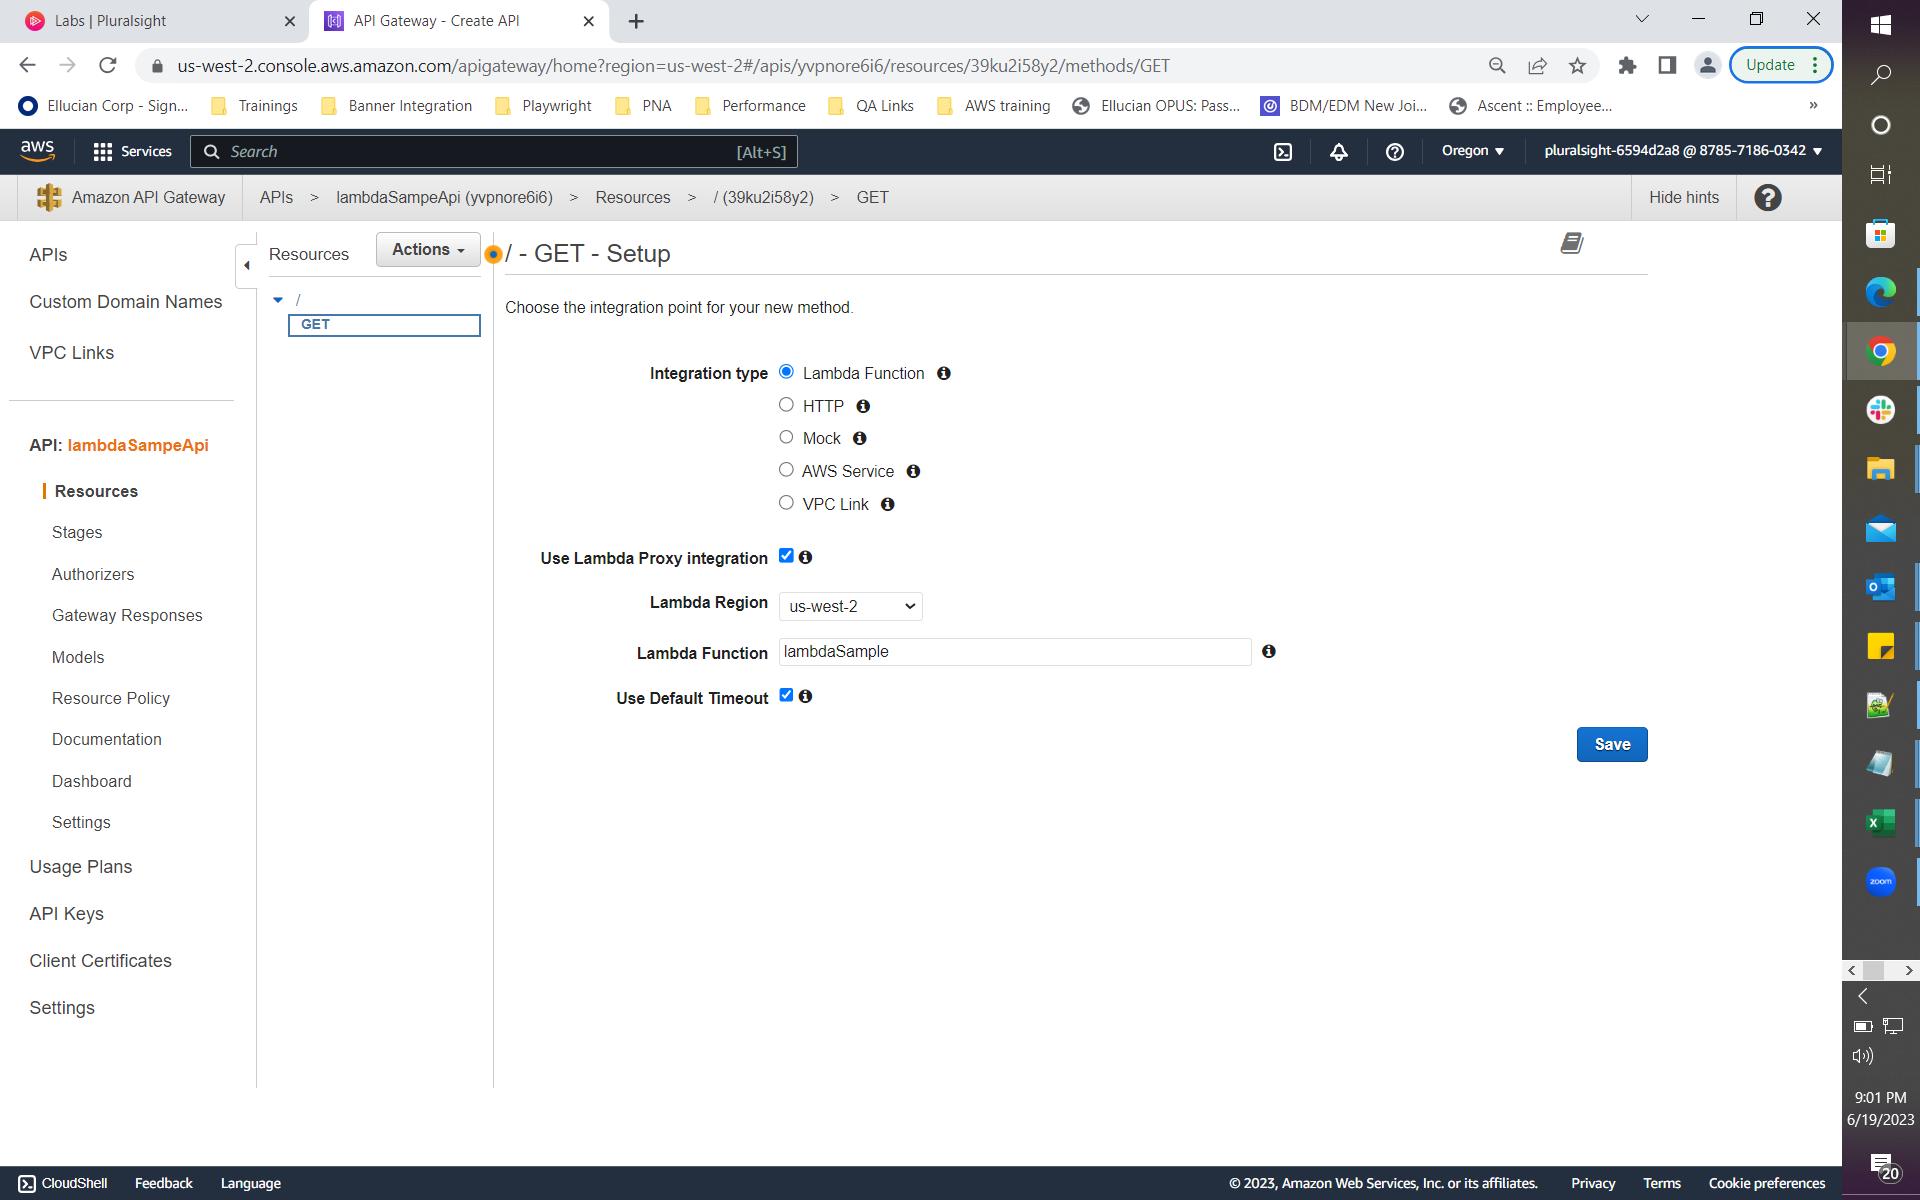 Labs | Pluralsight
API Gateway - Create API
us-west-2.console.aws.amazon.com/apigateway/home?region=us-west-2#/apis/yvpnore6i6/resources/39ku2i58y2/methods/GET
Update
Ellucian Corp - Sign...
Trainings
Banner Integration
Playwright
PNA
Performance
QA Links
AWS training
Ellucian OPUS: Pass...
BDM/EDM New Joi...
Ascent :: Employee...
»
aws
Services
Search
[Alt+S]
Oregon
pluralsight-6594d2a8 @ 8785-7186-0342
Amazon API Gateway
APIs > lambdaSampeApi (yvpnore6i6) > Resources > / (39ku2i58y2) > GET
Hide hints
APIs
Custom Domain Names
VPC Links
API: lambdaSampeApi
Resources
Stages
Authorizers
Gateway Responses
Models
Resource Policy
Documentation
Dashboard
Settings
Usage Plans
API Keys
Client Certificates
Settings
Resources
Actions
/
GET
/ - GET - Setup
Choose the integration point for your new method.
Integration type
Lambda Function
HTTP
Mock
AWS Service
VPC Link
Use Lambda Proxy integration
Lambda Region
us-west-2
Lambda Function
lambdaSample
Use Default Timeout
Save
zoom
9:01 PM
6/19/2023
20
CloudShell
Feedback
Language
© 2023, Amazon Web Services, Inc. or its affiliates.
Privacy
Terms
Cookie preferences